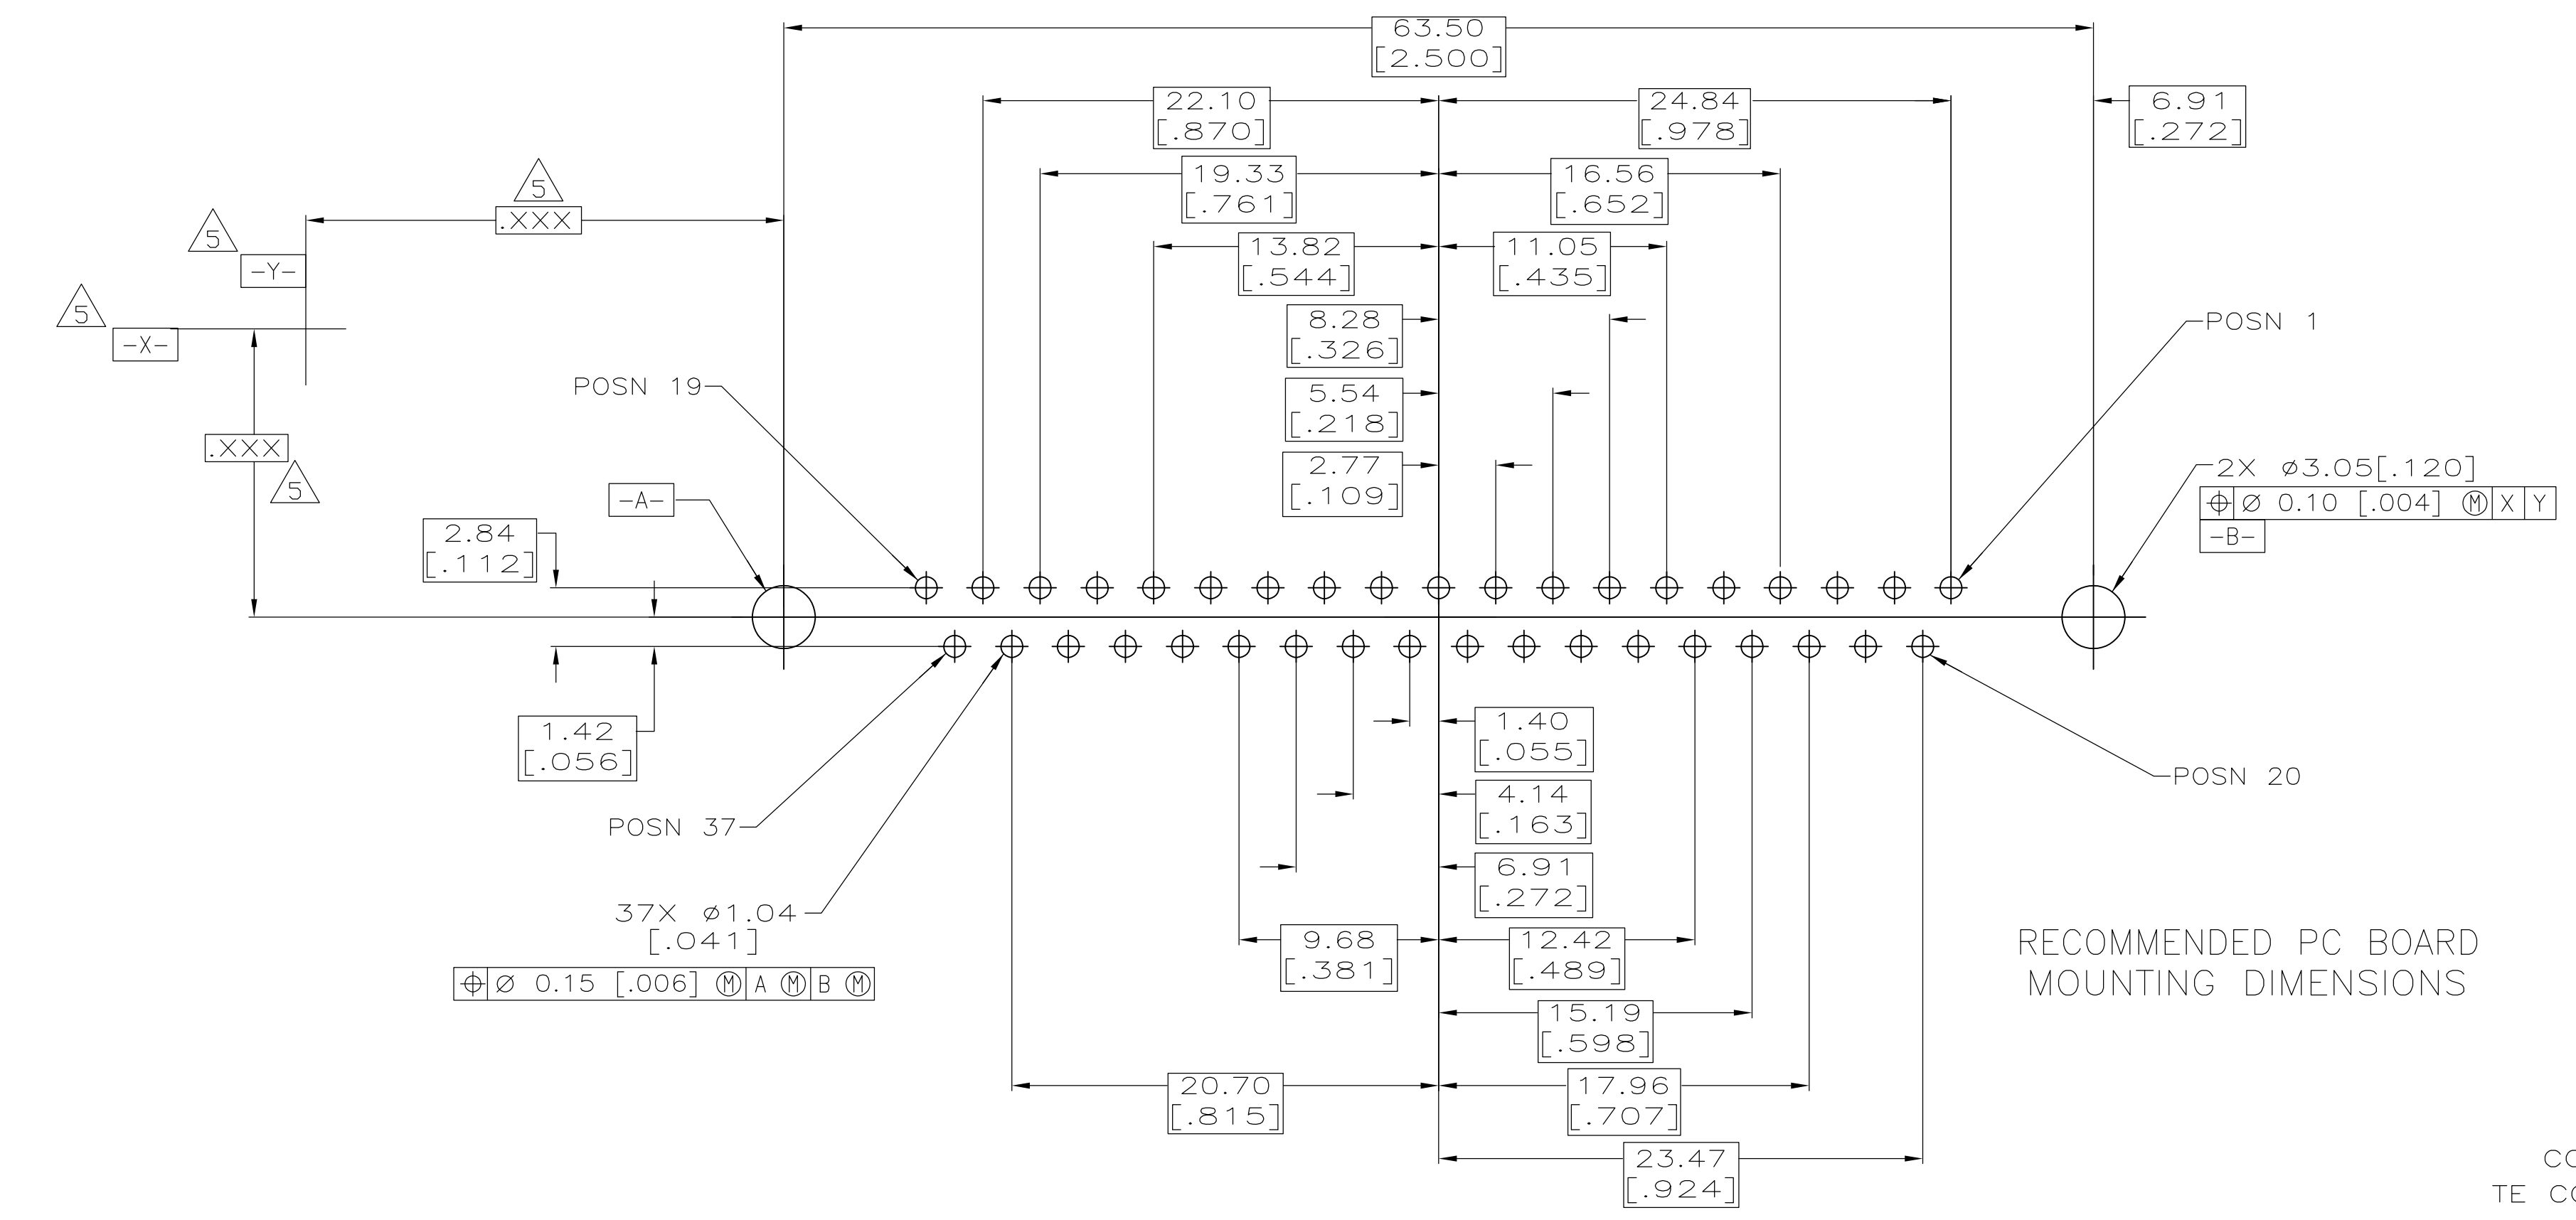 63.50
[2.500]
22.10
[.870]
24.84
[.978]
6.91
[.272]
19.33
[.761]
16.56
[.652]
5
.XXX
5
-Y-
13.82
[.544]
11.05
[.435]
5
-X-
8.28
[.326]
POSN 1
POSN 19
5.54
[.218]
.XXX
5
2.77
[.109]
-A-
2X ⌀3.05[.120]
⌖ ⌀ 0.10 [.004] Ⓜ X Y
-B-
2.84
[.112]
1.42
[.056]
1.40
[.055]
POSN 20
4.14
[.163]
POSN 37
6.91
[.272]
37X ⌀1.04
[.041]
⌖ ⌀ 0.15 [.006] Ⓜ A Ⓜ B Ⓜ
9.68
[.381]
12.42
[.489]
RECOMMENDED PC BOARD
MOUNTING DIMENSIONS
15.19
[.598]
20.70
[.815]
17.96
[.707]
23.47
[.924]
TE